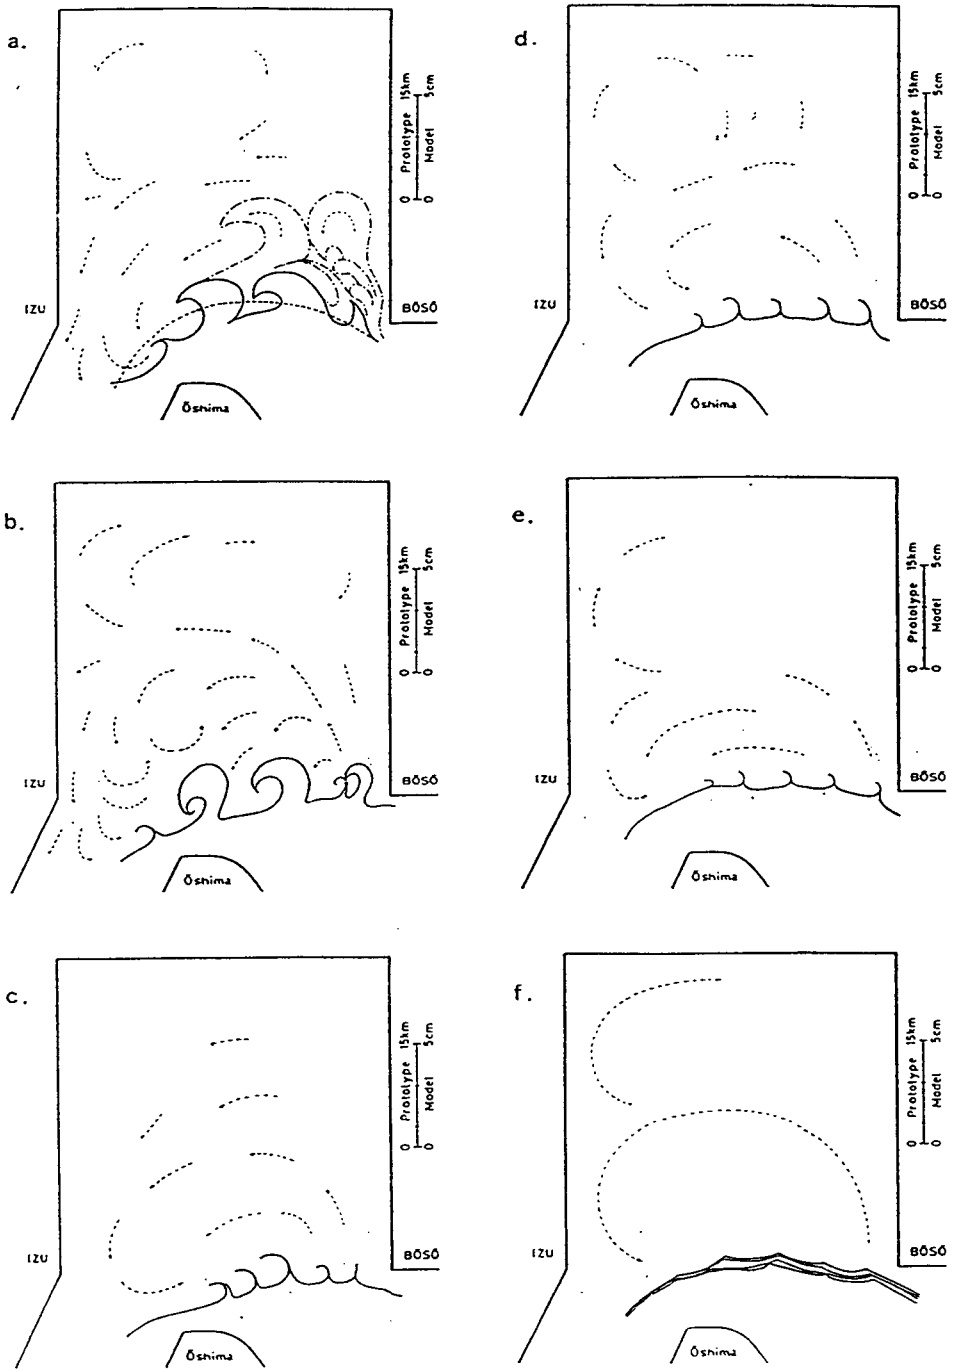 a.
0 Prototype 15km
0 Model 5cm
IZU
BŌSŌ
Ōshima
d.
0 Prototype 15km
0 Model 5cm
IZU
BŌSŌ
Ōshima
b.
0 Prototype 15km
0 Model 5cm
IZU
BŌSŌ
Ōshima
e.
0 Prototype 15km
0 Model 5cm
IZU
BŌSŌ
Ōshima
c.
0 Prototype 15km
0 Model 5cm
IZU
BŌSŌ
Ōshima
f.
0 Prototype 15km
0 Model 5cm
IZU
BŌSŌ
Ōshima